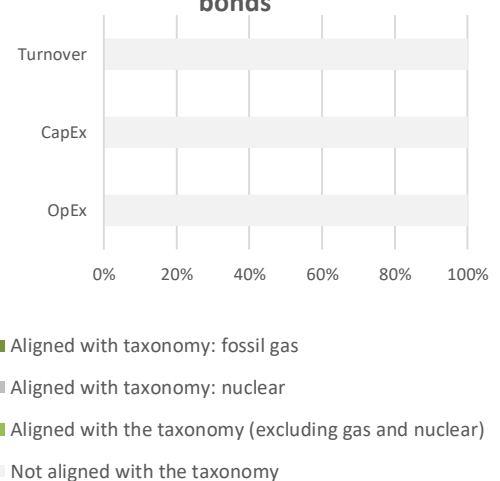 bonds
Turnover
CapEx
OpEx
0% 20% 40% 60% 80% 100%
Aligned with taxonomy: fossil gas
Aligned with taxonomy: nuclear
Aligned with the taxonomy (excluding gas and nuclear)
Not aligned with the taxonomy